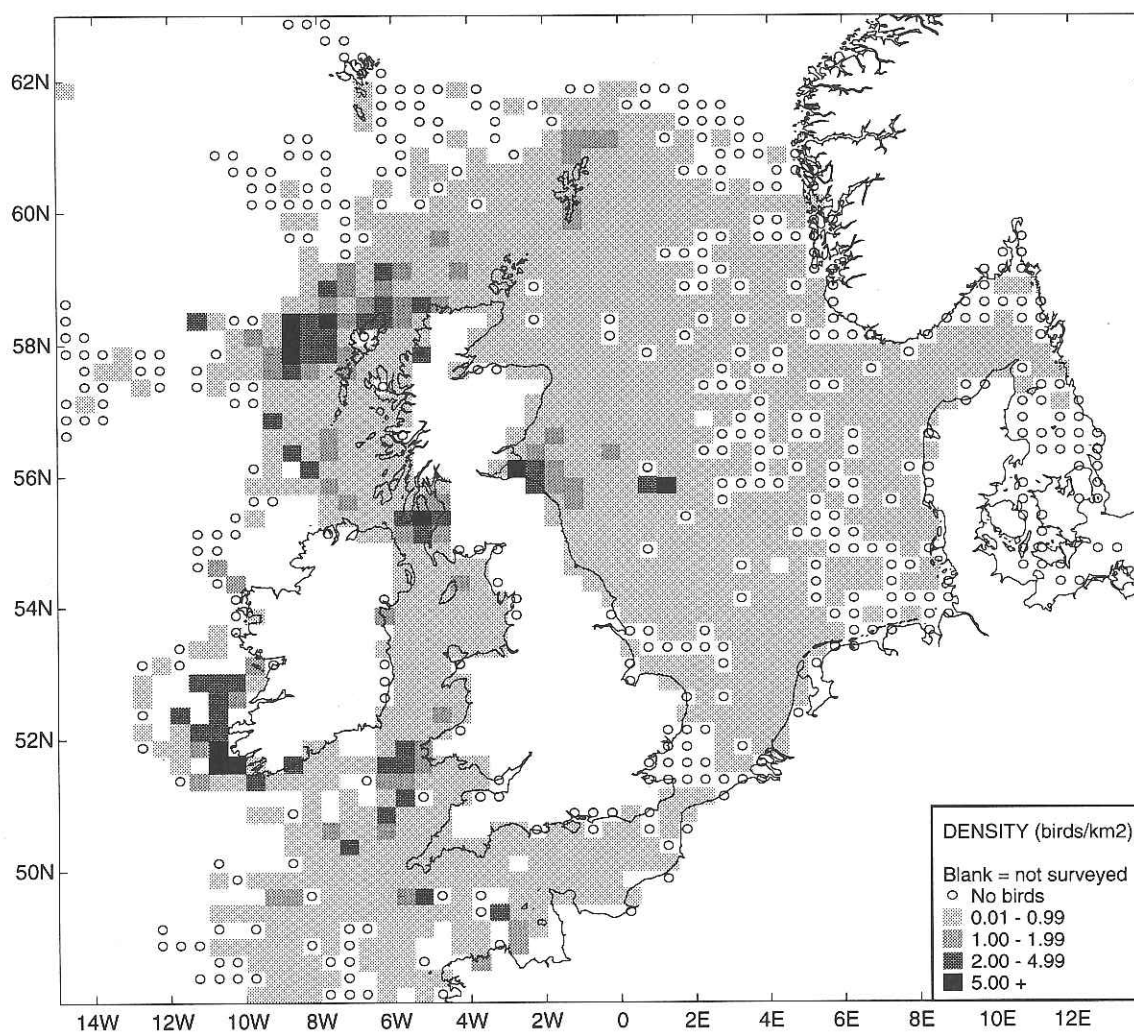 62N
60N
58N
56N
54N
52N
50N
14W 12W 10W 8W 6W 4W 2W 0 2E 4E 6E 8E 10E 12E
DENSITY (birds/km2)
Blank = not surveyed
No birds
0.01 - 0.99
1.00 - 1.99
2.00 - 4.99
5.00 +